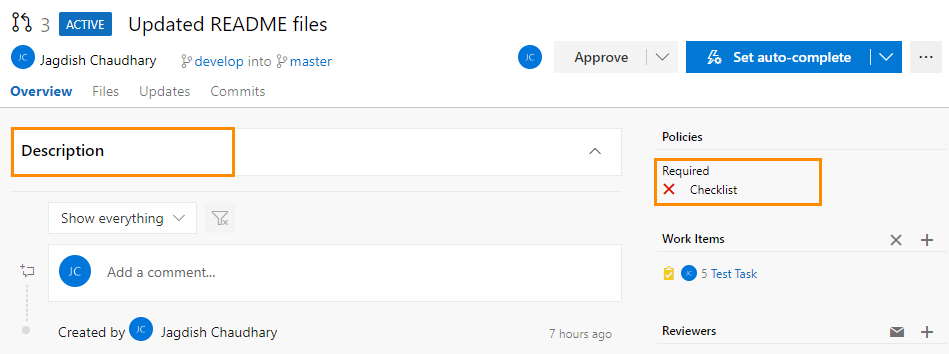 3 ACTIVE Updated README files
JC Jagdish Chaudhary develop into master JC Approve Set auto-complete ...
Overview Files Updates Commits
Description
Policies
Required
Checklist
Show everything
JC Add a comment...
Work Items
JC 5 Test Task
Created by JC Jagdish Chaudhary 7 hours ago
Reviewers